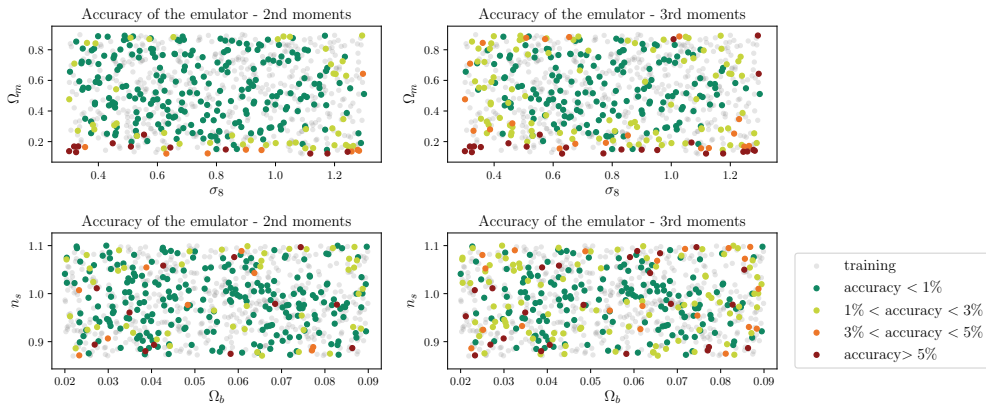 Accuracy of the emulator - 2nd moments
Accuracy of the emulator - 3rd moments
0.8
0.6
0.4
0.2
Ωm
0.4 0.6 0.8 1.0 1.2
σ8
0.8
0.6
0.4
0.2
Ωm
0.4 0.6 0.8 1.0 1.2
σ8
Accuracy of the emulator - 2nd moments
Accuracy of the emulator - 3rd moments
1.1
1.0
0.9
ns
0.02 0.03 0.04 0.05 0.06 0.07 0.08 0.09
Ωb
1.1
1.0
0.9
ns
0.02 0.03 0.04 0.05 0.06 0.07 0.08 0.09
Ωb
training
accuracy < 1%
1% < accuracy < 3%
3% < accuracy < 5%
accuracy> 5%